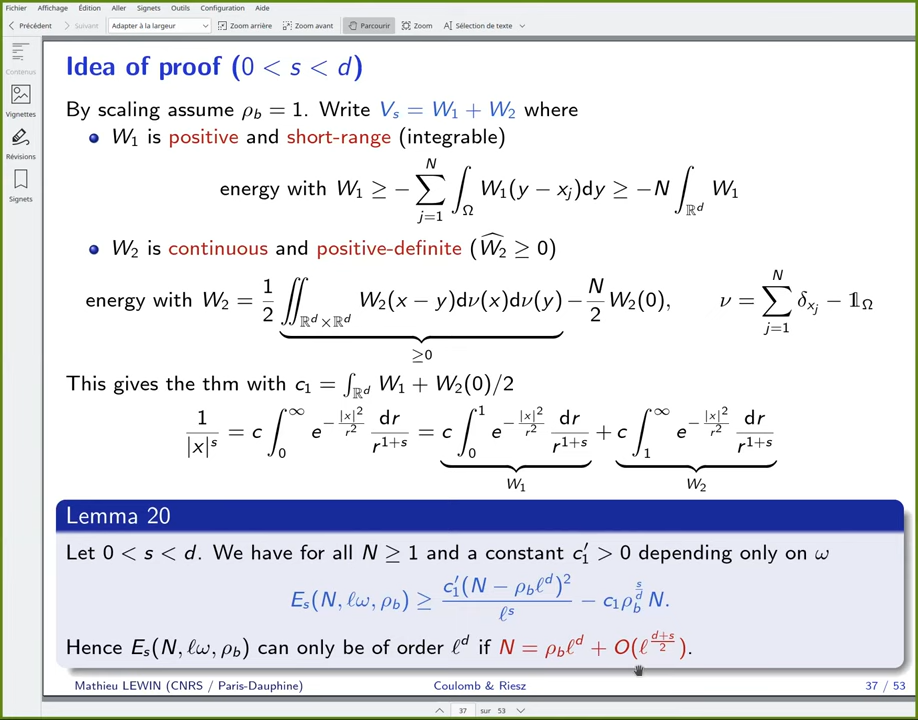 Fichier Affichage Édition Aller Signets Outils Configuration Aide
Précédent Suivant Adapter à la largeur Zoom arrière Zoom avant Parcourir Zoom Sélection de texte
Contenus
Vignettes
Révisions
Signets
Idea of proof (0 < s < d)
By scaling assume ρ_b = 1. Write V_s = W_1 + W_2 where
• W_1 is positive and short-range (integrable)
energy with W_1 ≥ − ∑_{j=1}^{N} ∫_Ω W_1(y − x_j)dy ≥ −N ∫_{ℝ^d} W_1
• W_2 is continuous and positive-definite (\widehat{W_2} ≥ 0)
energy with W_2 = 1/2 ∬_{ℝ^d×ℝ^d} W_2(x − y)dν(x)dν(y) − N/2 W_2(0), ν = ∑_{j=1}^{N} δ_{x_j} − 𝟙_Ω
≥0
This gives the thm with c_1 = ∫_{ℝ^d} W_1 + W_2(0)/2
1/|x|^s = c ∫_0^∞ e^{−|x|^2/r^2} dr/r^{1+s} = c ∫_0^1 e^{−|x|^2/r^2} dr/r^{1+s} + c ∫_1^∞ e^{−|x|^2/r^2} dr/r^{1+s}
W_1 W_2
Lemma 20
Let 0 < s < d. We have for all N ≥ 1 and a constant c_1′ > 0 depending only on ω
E_s(N, ℓω, ρ_b) ≥ c_1′(N − ρ_bℓ^d)^2/ℓ^s − c_1ρ_b^{s/d} N.
Hence E_s(N, ℓω, ρ_b) can only be of order ℓ^d if N = ρ_bℓ^d + O(ℓ^{(d+s)/2}).
Mathieu LEWIN (CNRS / Paris-Dauphine) Coulomb & Riesz 37 / 53
37 sur 53